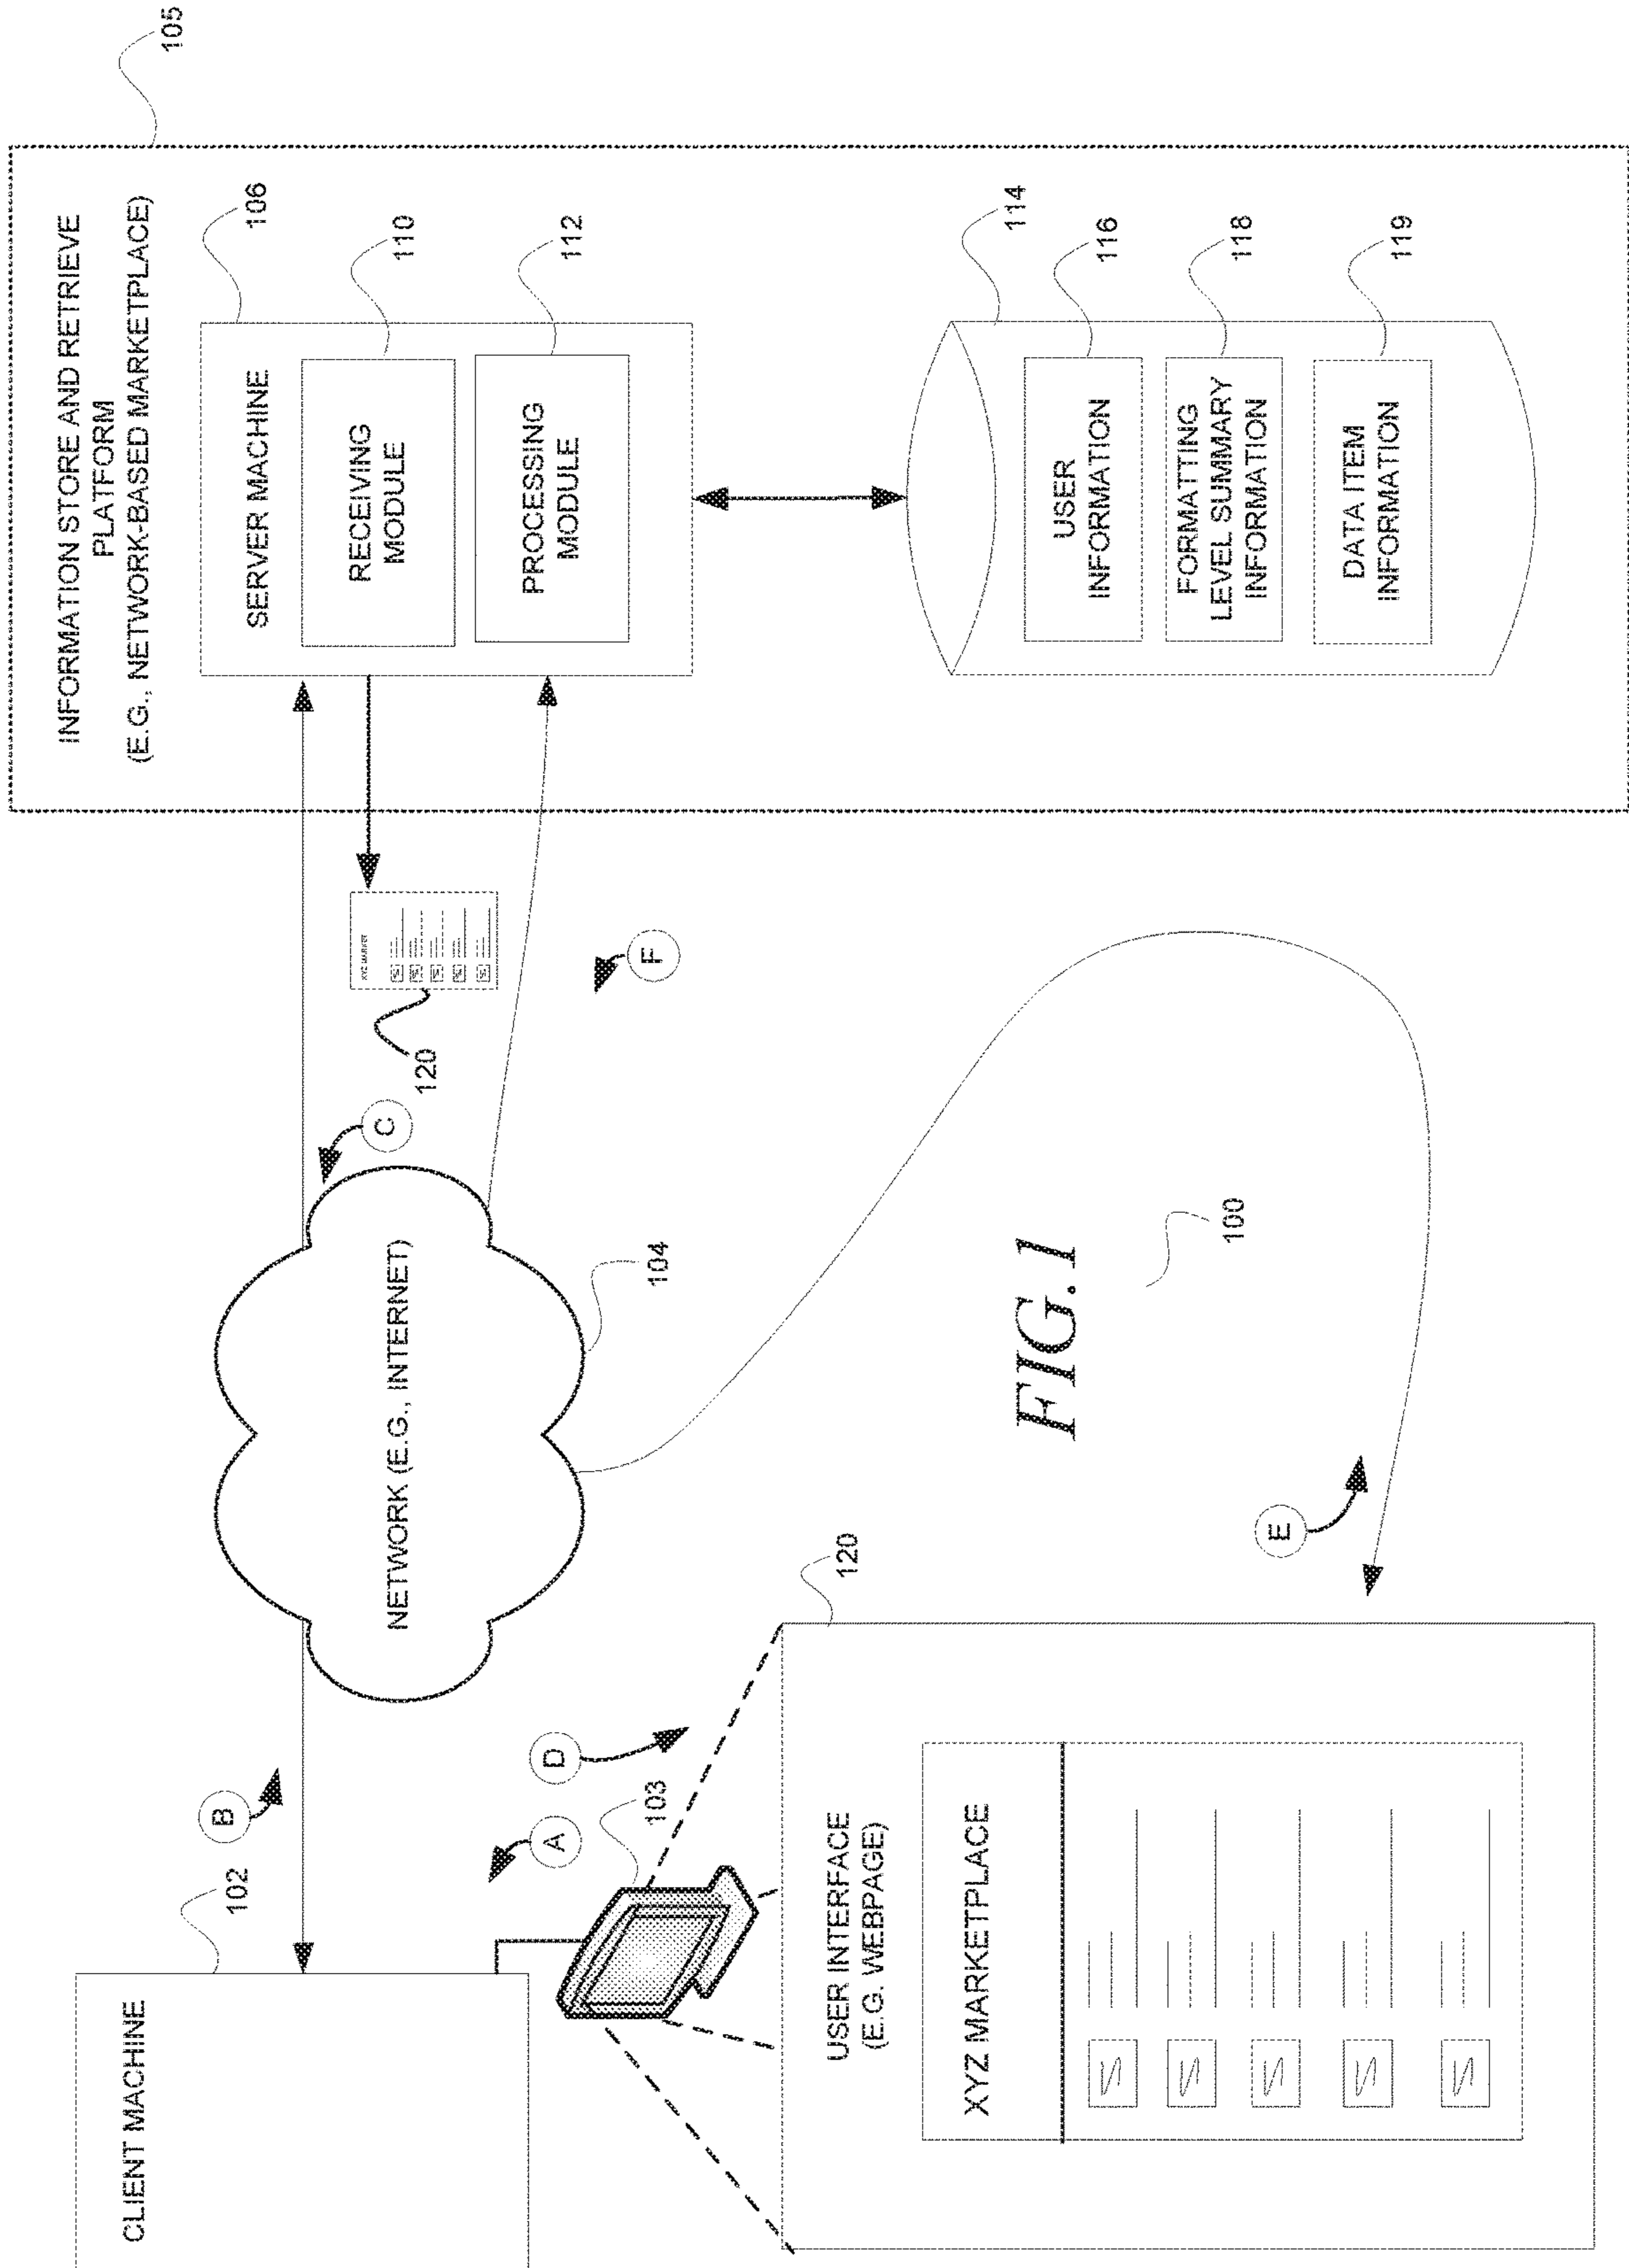 CLIENT MACHINE
102
B
A
D
103
USER INTERFACE
(E.G. WEBPAGE)
120
XYZ MARKETPLACE
E
NETWORK (E.G., INTERNET)
104
C
120
XYZ MARKET
F
FIG. 1
100
INFORMATION STORE AND RETRIEVE
PLATFORM
(E.G., NETWORK-BASED MARKETPLACE)
105
SERVER MACHINE
106
RECEIVING
MODULE
110
PROCESSING
MODULE
112
114
USER
INFORMATION
116
FORMATTING
LEVEL SUMMARY
INFORMATION
118
DATA ITEM
INFORMATION
119